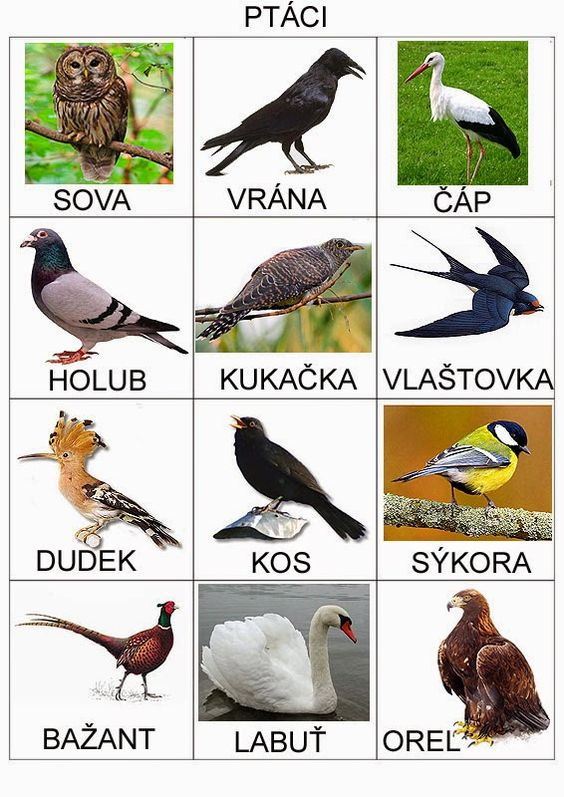 PTÁCI
SOVA
VRÁNA
ČÁP
HOLUB
KUKAČKA
VLAŠTOVKA
DUDEK
KOS
SÝKORA
BAŽANT
LABUŤ
OREL